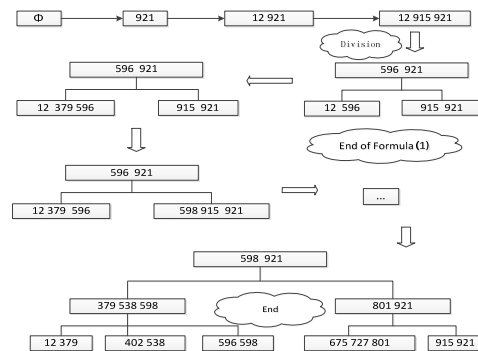 Φ
921
12 921
12 915 921
Division
596 921
596 921
12 379 596
915 921
12 596
915 921
End of Formula(1)
596 921
12 379 596
598 915 921
...
598 921
379 538 598
End
801 921
12 379
402 538
596 598
675 727 801
915 921